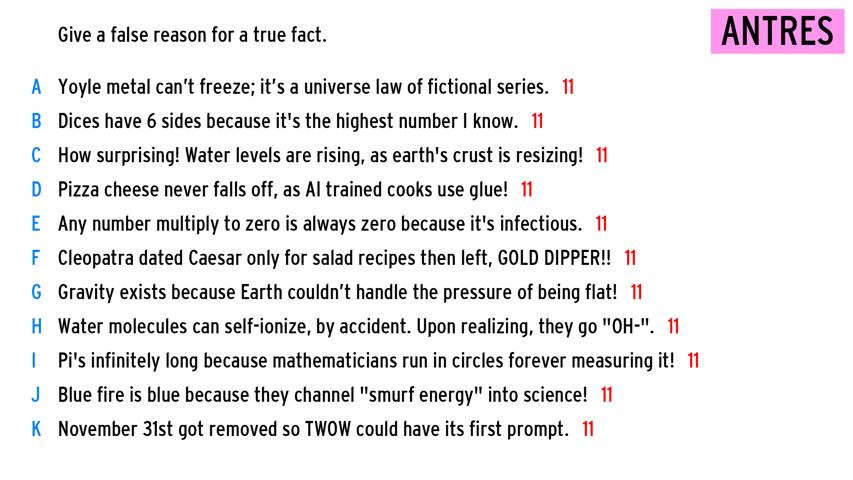 Give a false reason for a true fact.
ANTRES
A Yoyle metal can't freeze; it's a universe law of fictional series. 11
B Dices have 6 sides because it's the highest number I know. 11
C How surprising! Water levels are rising, as earth's crust is resizing! 11
D Pizza cheese never falls off, as AI trained cooks use glue! 11
E Any number multiply to zero is always zero because it's infectious. 11
F Cleopatra dated Caesar only for salad recipes then left, GOLD DIPPER!! 11
G Gravity exists because Earth couldn't handle the pressure of being flat! 11
H Water molecules can self-ionize, by accident. Upon realizing, they go "OH-". 11
I Pi's infinitely long because mathematicians run in circles forever measuring it! 11
J Blue fire is blue because they channel "smurf energy" into science! 11
K November 31st got removed so TWOW could have its first prompt. 11